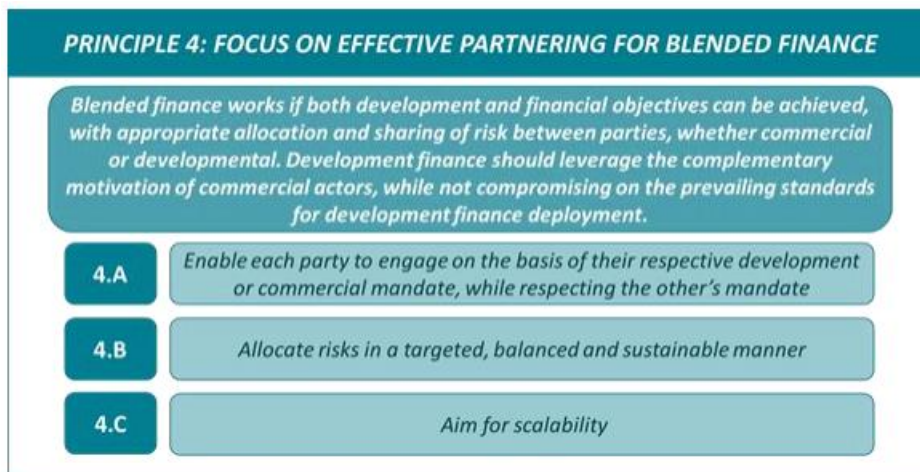 PRINCIPLE 4: FOCUS ON EFFECTIVE PARTNERING FOR BLENDED FINANCE
Blended finance works if both development and financial objectives can be achieved,
with appropriate allocation and sharing of risk between parties, whether commercial
or developmental. Development finance should leverage the complementary
motivation of commercial actors, while not compromising on the prevailing standards
for development finance deployment.
4.A
Enable each party to engage on the basis of their respective development
or commercial mandate, while respecting the other's mandate
4.B
Allocate risks in a targeted, balanced and sustainable manner
4.C
Aim for scalability